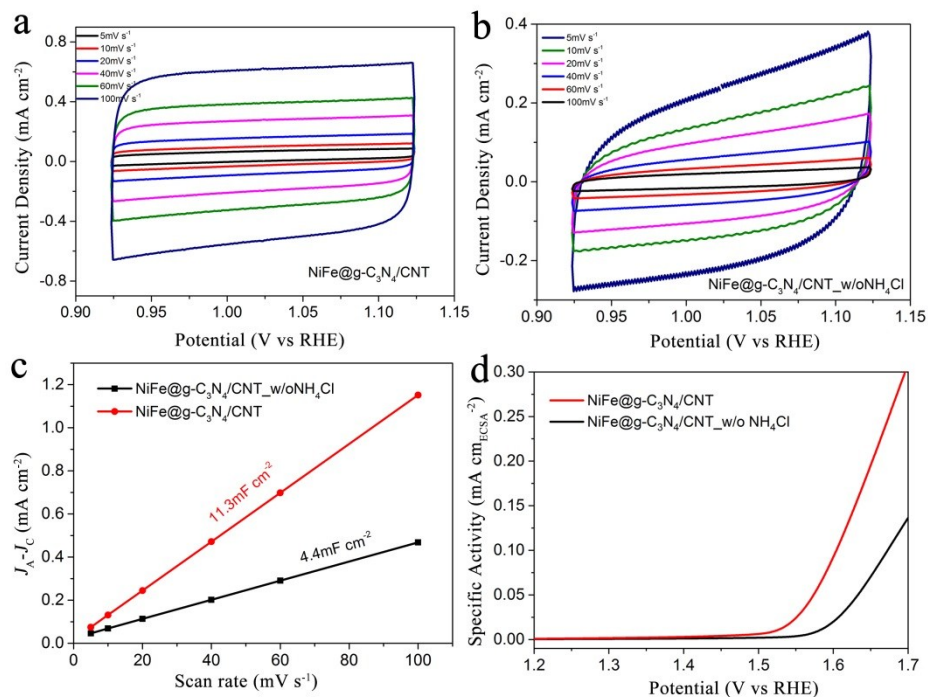 a
0.8
0.4
0.0
-0.4
-0.8
Current Density (mA cm⁻²)
5mV s⁻¹
10mV s⁻¹
20mV s⁻¹
40mV s⁻¹
60mV s⁻¹
100mV s⁻¹
NiFe@g-C₃N₄/CNT
0.90 0.95 1.00 1.05 1.10 1.15
Potential (V vs RHE)
b
0.4
0.2
0.0
-0.2
Current Density (mA cm⁻²)
5mV s⁻¹
10mV s⁻¹
20mV s⁻¹
40mV s⁻¹
60mV s⁻¹
100mV s⁻¹
NiFe@g-C₃N₄/CNT_w/oNH₄Cl
0.90 0.95 1.00 1.05 1.10 1.15
Potential (V vs RHE)
c
1.2
1.0
0.8
0.6
0.4
0.2
0.0
J_A-J_C (mA cm⁻²)
NiFe@g-C₃N₄/CNT_w/oNH₄Cl
NiFe@g-C₃N₄/CNT
11.3mF cm⁻²
4.4mF cm⁻²
0 20 40 60 80 100
Scan rate (mV s⁻¹)
d
0.30
0.25
0.20
0.15
0.10
0.05
0.00
Specific Activity (mA cm_ECSA⁻²)
NiFe@g-C₃N₄/CNT
NiFe@g-C₃N₄/CNT_w/o NH₄Cl
1.2 1.3 1.4 1.5 1.6 1.7
Potential (V vs RHE)